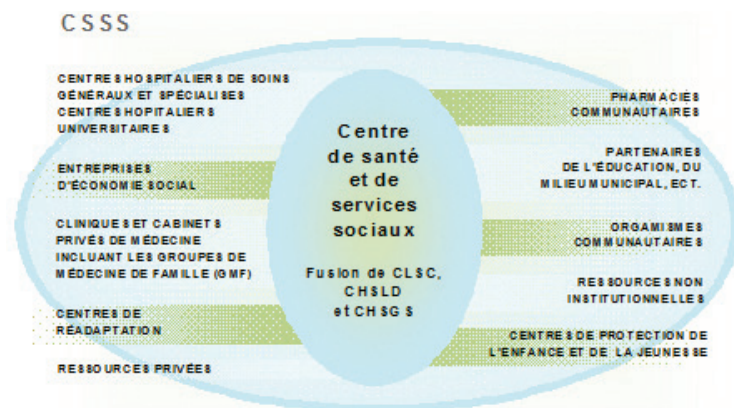 CSSS
CENTRES HOSPITALIERS DE SOINS
GÉNÉRAUX ET SPÉCIALISES
CENTRES HOPITALIERS
UNIVERSITAIRES
ENTREPRISES
D'ÉCONOMIE SOCIAL
CLINIQUES ET CABINETS
PRIVÉS DE MÉDECINE
INCLUANT LES GROUPES DE
MÉDECINE DE FAMILLE (GMF)
CENTRES DE
RÉADAPTATION
RESSOURCES PRIVÉES
Centre
de santé
et de
services
sociaux
Fusion de CLSC,
CHSLD
et CHSGS
PHARMACIES
COMMUNAUTAIRES
PARTENAIRES
DE L'ÉDUCATION, DU
MILIEU MUNICIPAL, ECT.
ORGAMISMES
COMMUNAUTAIRES
RESSOURCES NON
INSTITUTIONNELLES
CENTRES DE PROTECTION DE
L'ENFANCE ET DE LA JEUNESSE